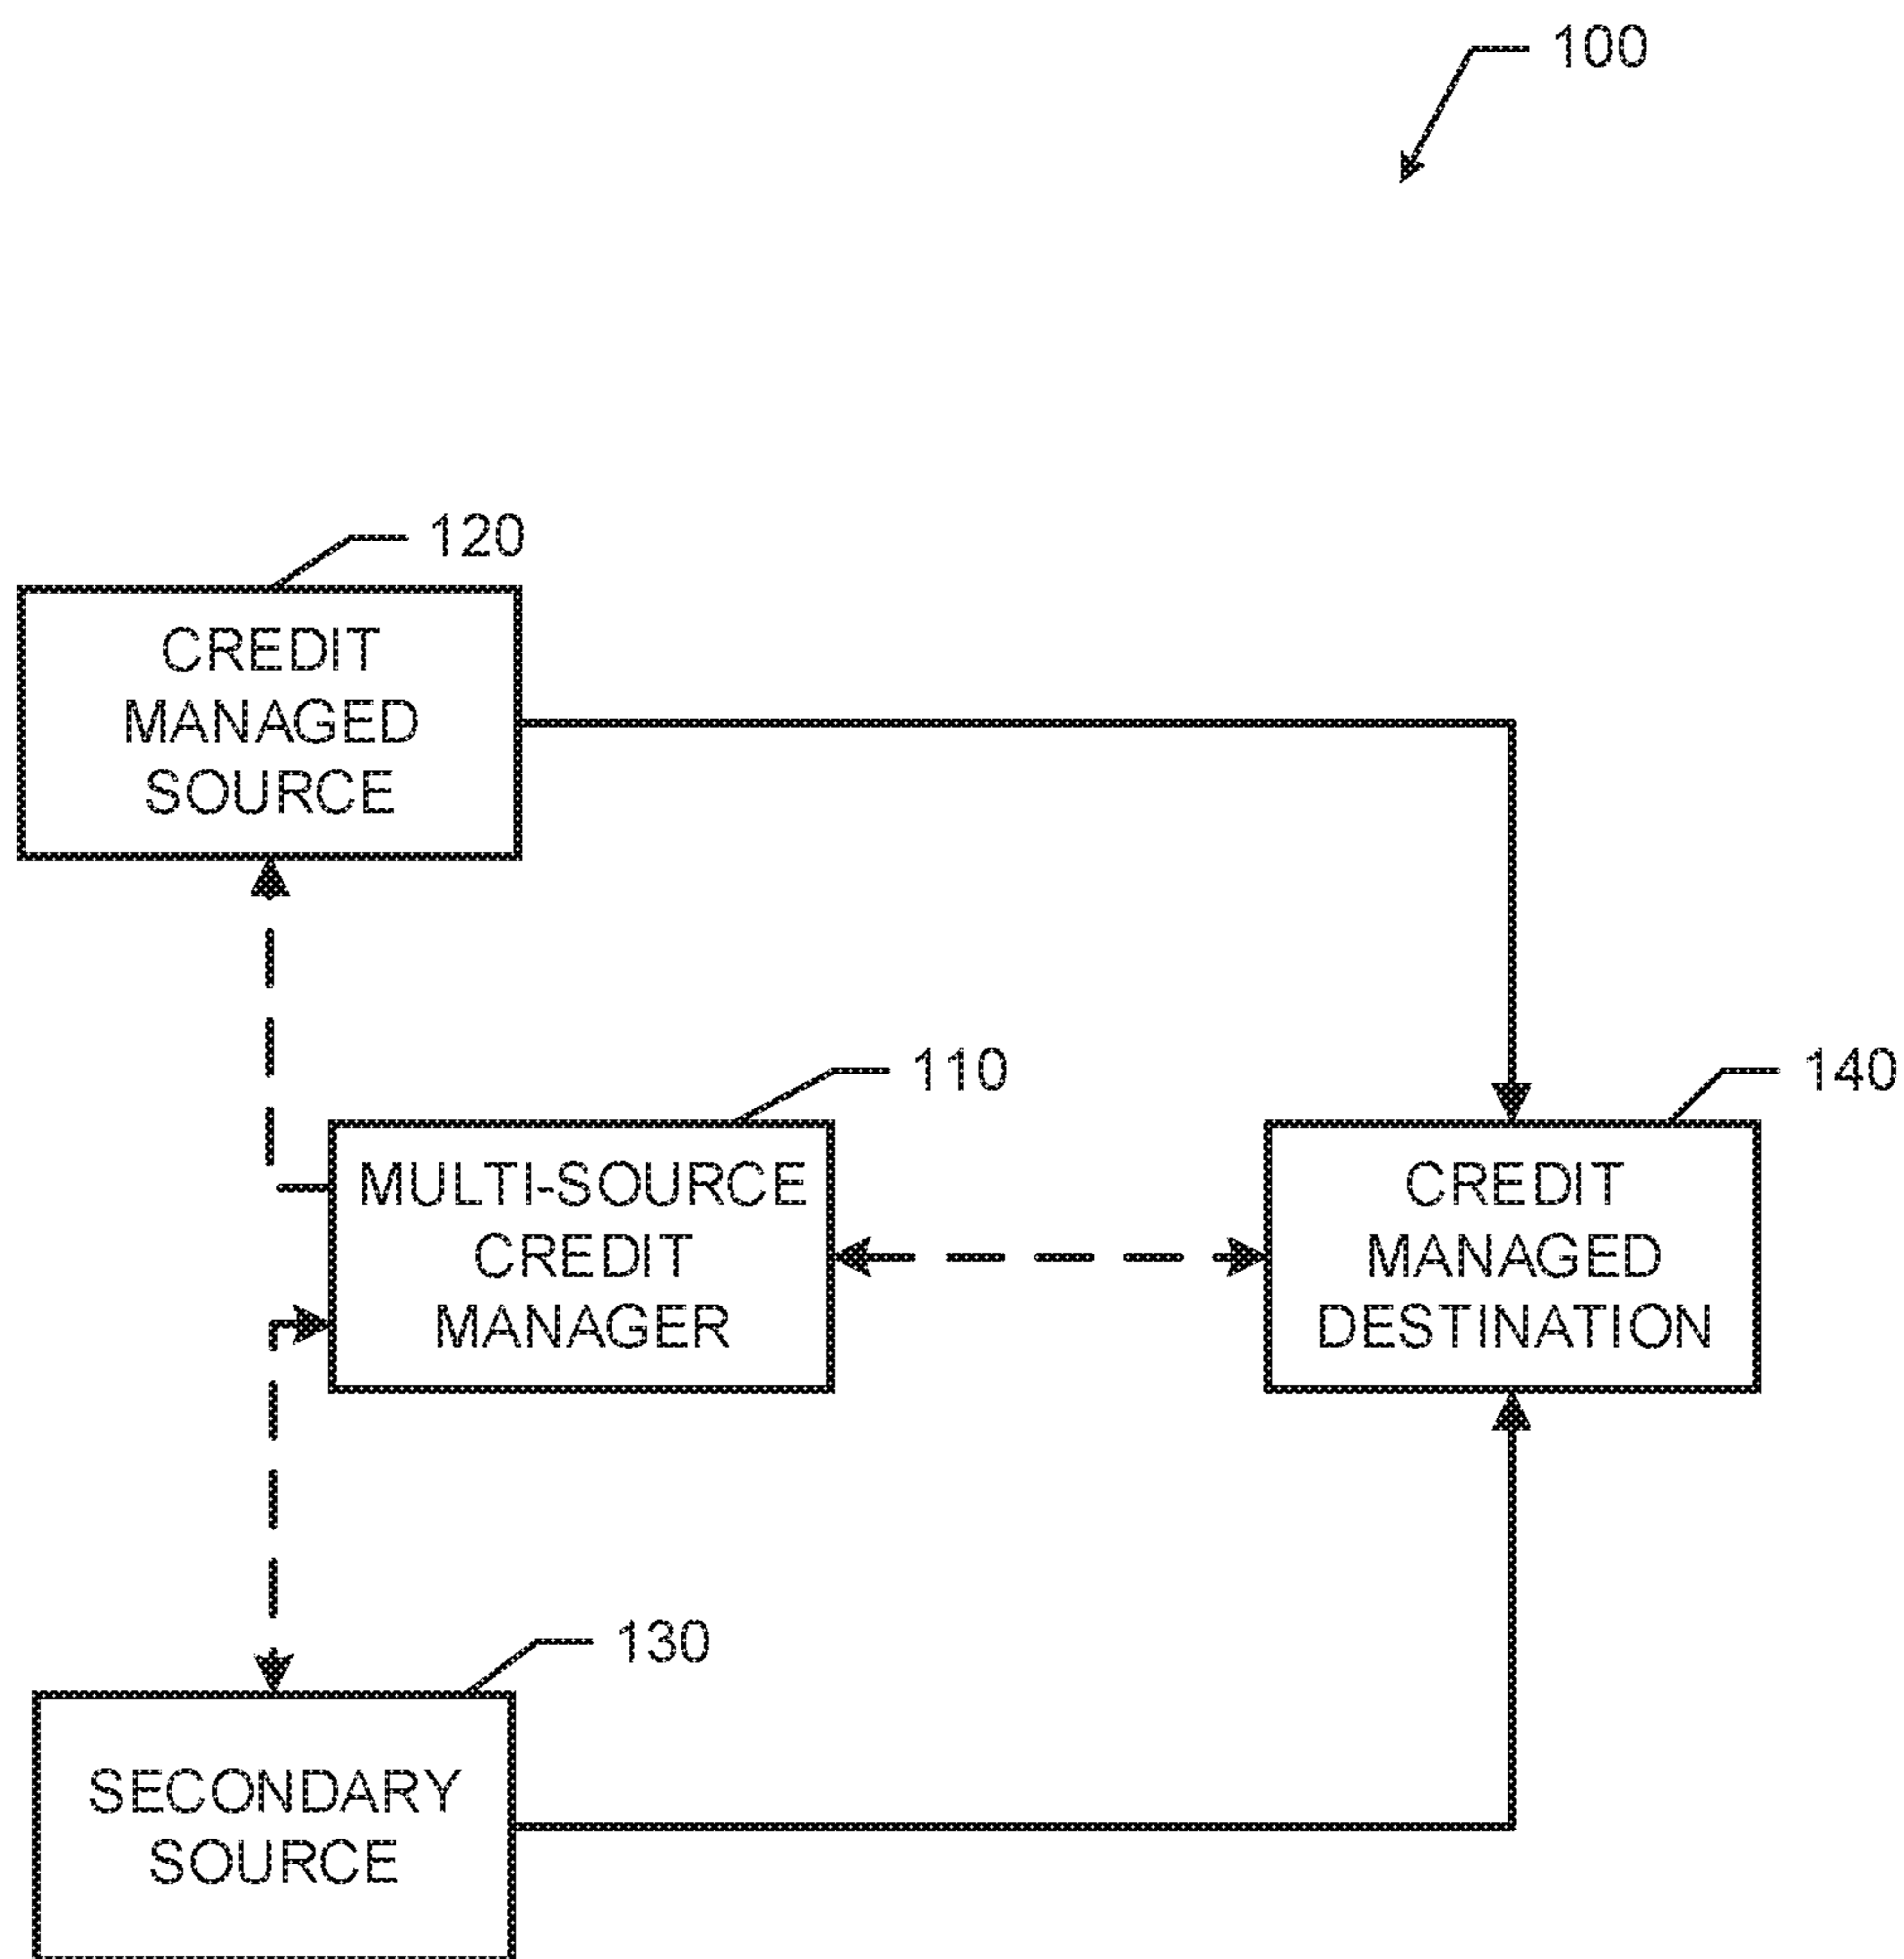 100
120
CREDIT
MANAGED
SOURCE
110
140
MULTI-SOURCE
CREDIT
MANAGER
CREDIT
MANAGED
DESTINATION
130
SECONDARY
SOURCE